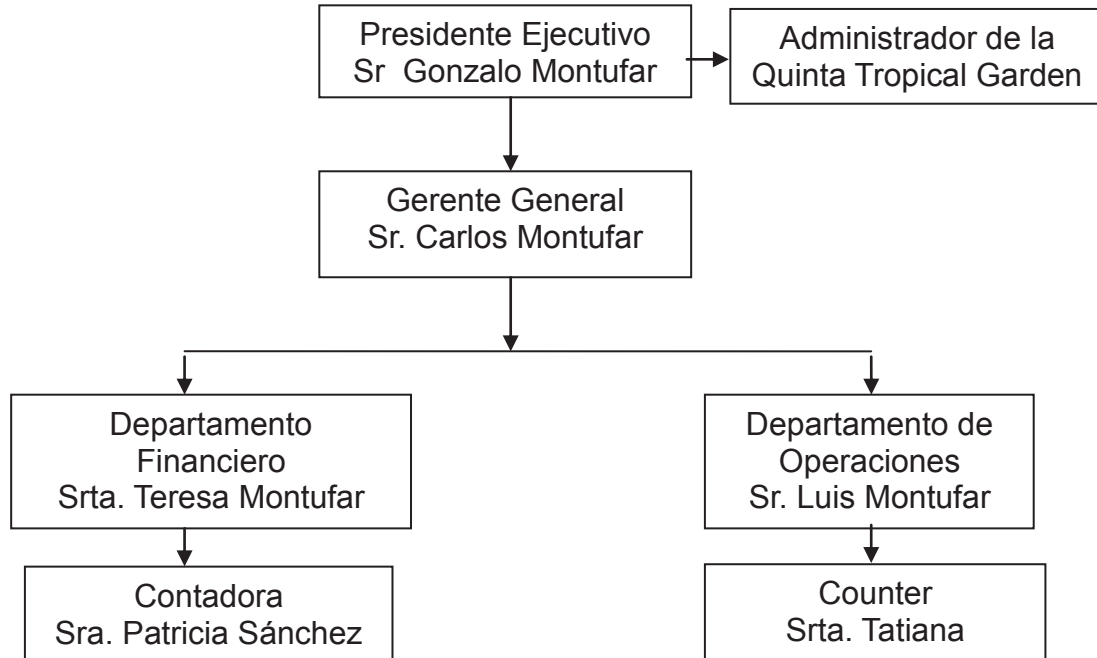 Presidente Ejecutivo
Sr Gonzalo Montufar
Administrador de la
Quinta Tropical Garden
Gerente General
Sr. Carlos Montufar
Departamento
Financiero
Srta. Teresa Montufar
Departamento de
Operaciones
Sr. Luis Montufar
Contadora
Sra. Patricia Sánchez
Counter
Srta. Tatiana